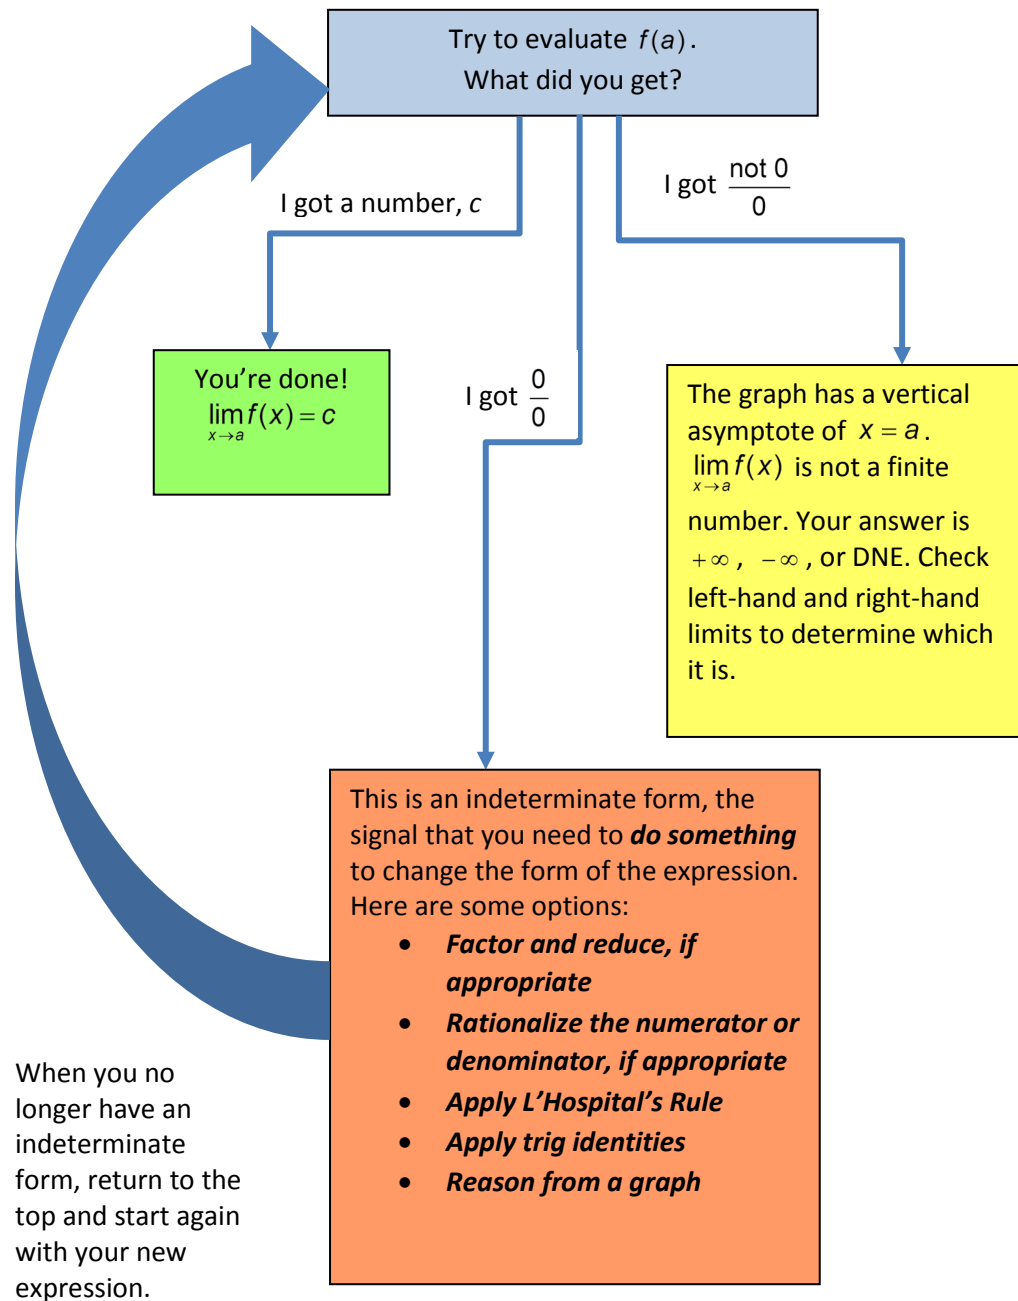 Try to evaluate f(a).
What did you get?
I got a number, c
I got not 0/0
You're done!
lim x→a f(x) = c
I got 0/0
The graph has a vertical
asymptote of x = a.
lim x→a f(x) is not a finite
number. Your answer is
+∞, −∞, or DNE. Check
left-hand and right-hand
limits to determine which
it is.
This is an indeterminate form, the
signal that you need to do something
to change the form of the expression.
Here are some options:
• Factor and reduce, if
appropriate
• Rationalize the numerator or
denominator, if appropriate
• Apply L'Hospital's Rule
• Apply trig identities
• Reason from a graph
When you no
longer have an
indeterminate
form, return to the
top and start again
with your new
expression.